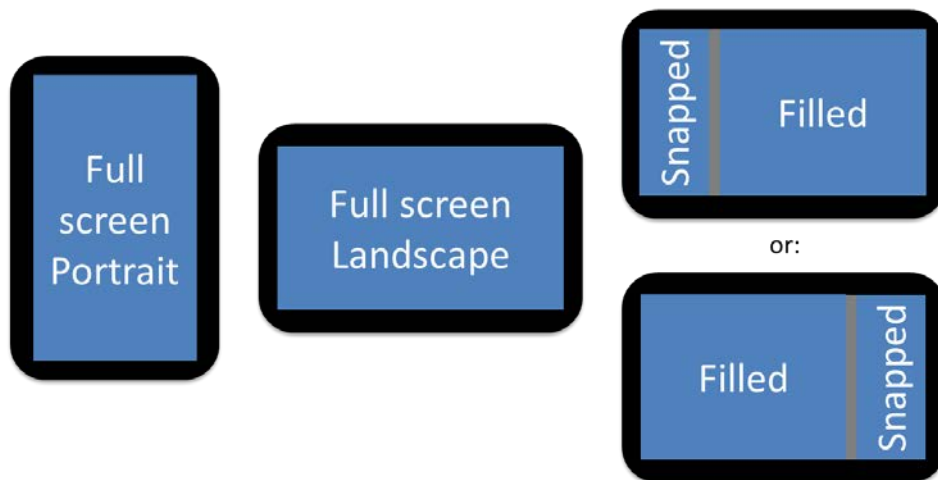 Full
screen
Portrait
Full screen
Landscape
Snapped
Filled
or:
Filled
Snapped